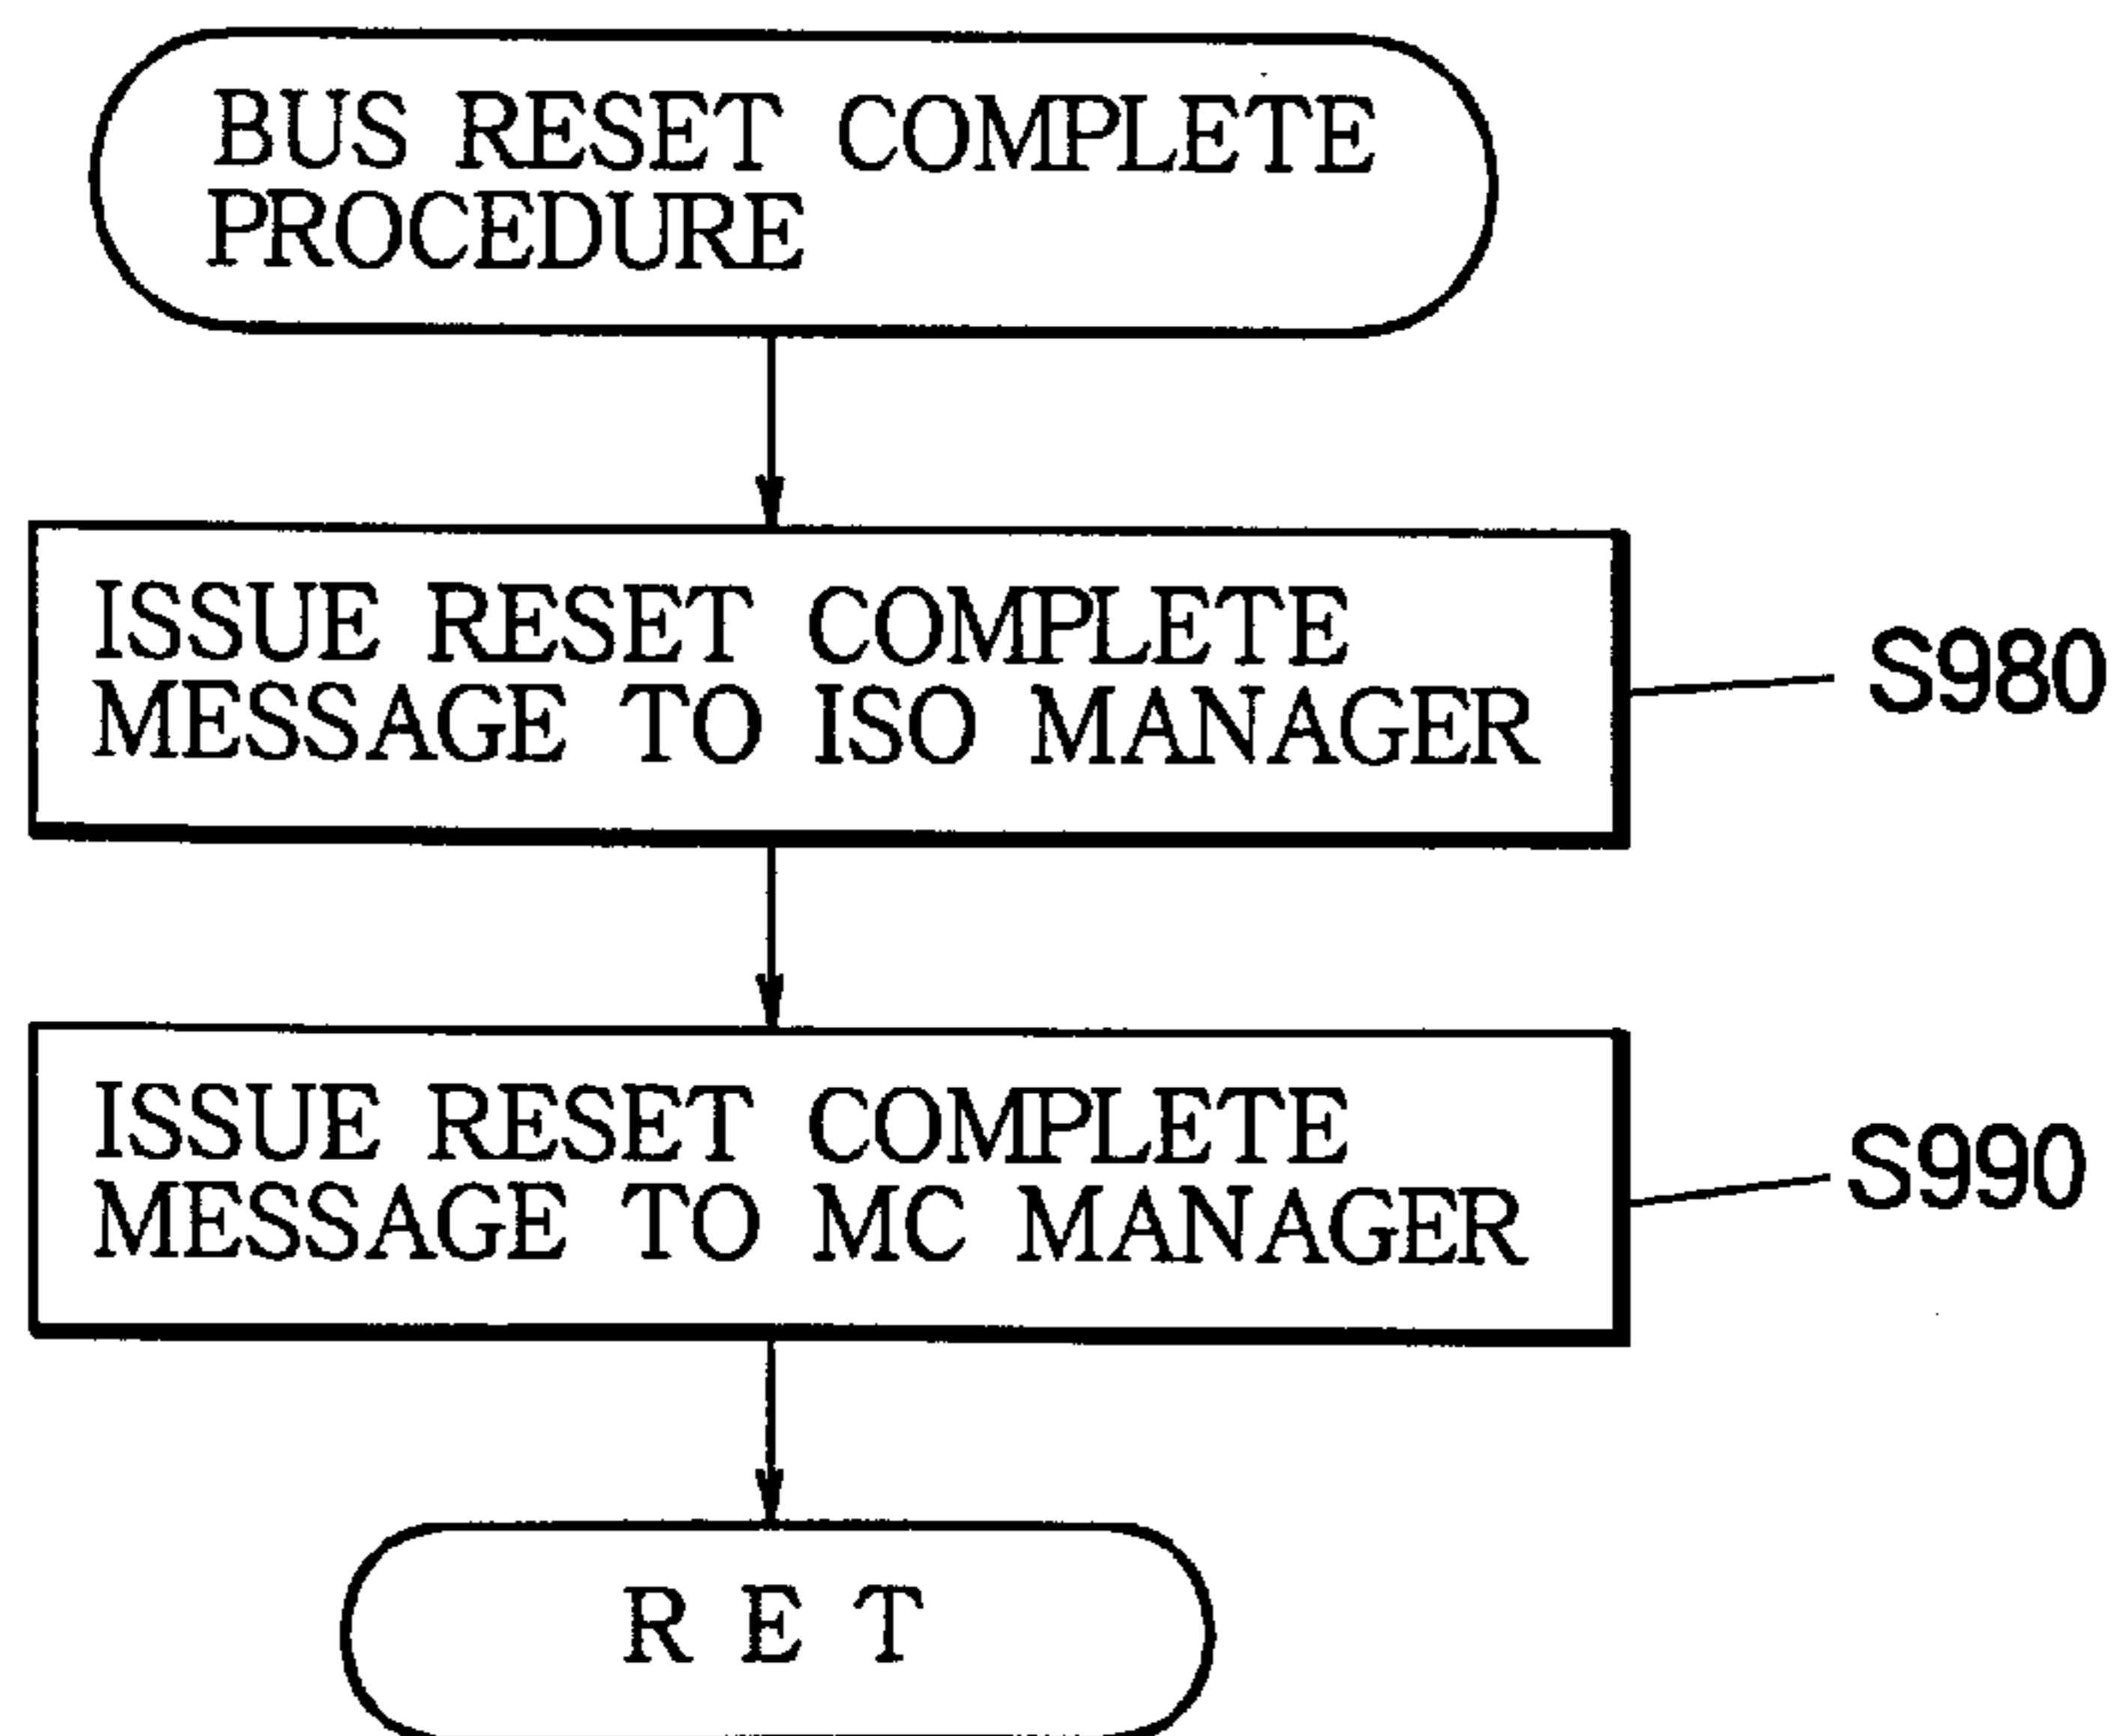 BUS RESET COMPLETE
PROCEDURE
ISSUE RESET COMPLETE
MESSAGE TO ISO MANAGER
S980
ISSUE RESET COMPLETE
MESSAGE TO MC MANAGER
S990
RET